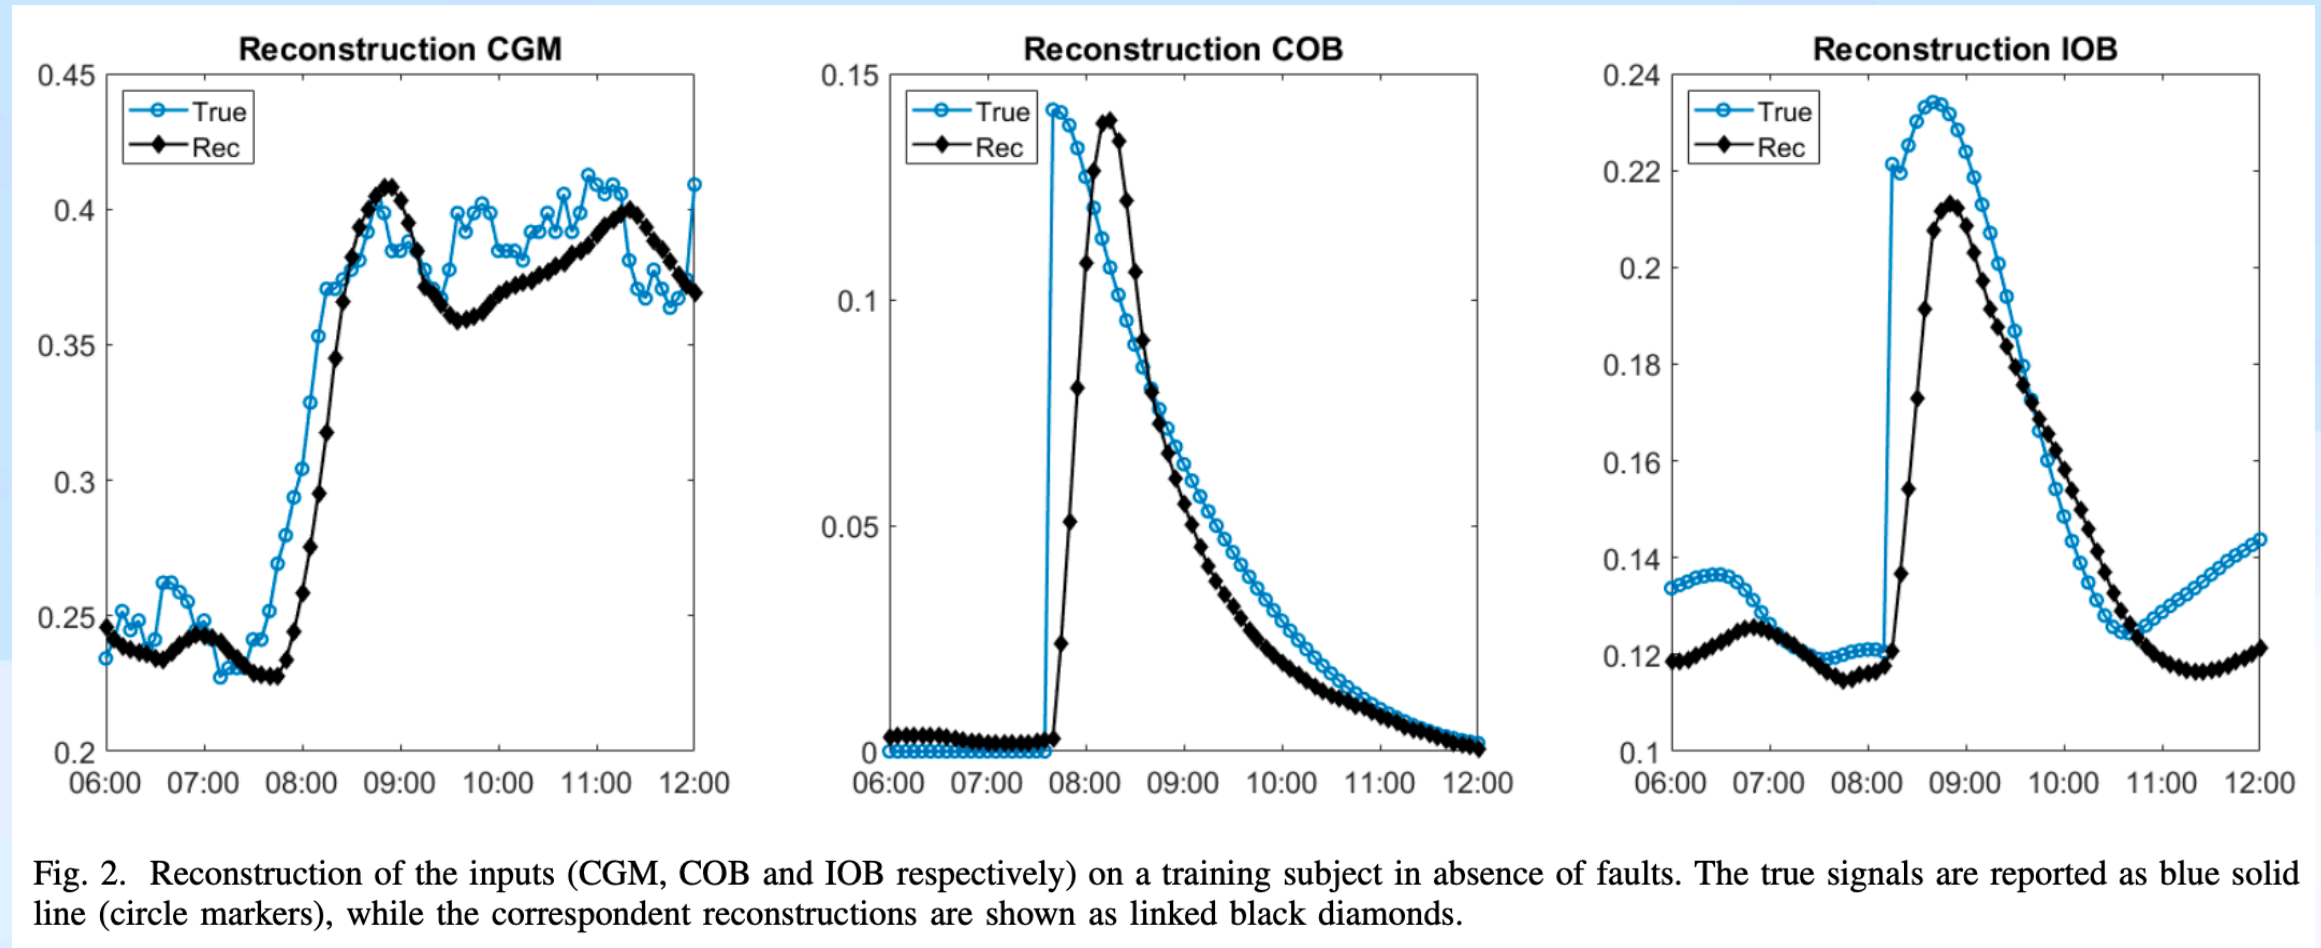 Reconstruction CGM
0.45
0.4
0.35
0.3
0.25
0.2
True
Rec
06:00 07:00 08:00 09:00 10:00 11:00 12:00
Reconstruction COB
0.15
0.1
0.05
0
True
Rec
06:00 07:00 08:00 09:00 10:00 11:00 12:00
Reconstruction IOB
0.24
0.22
0.2
0.18
0.16
0.14
0.12
0.1
True
Rec
06:00 07:00 08:00 09:00 10:00 11:00 12:00
Fig. 2. Reconstruction of the inputs (CGM, COB and IOB respectively) on a training subject in absence of faults. The true signals are reported as blue solid
line (circle markers), while the correspondent reconstructions are shown as linked black diamonds.